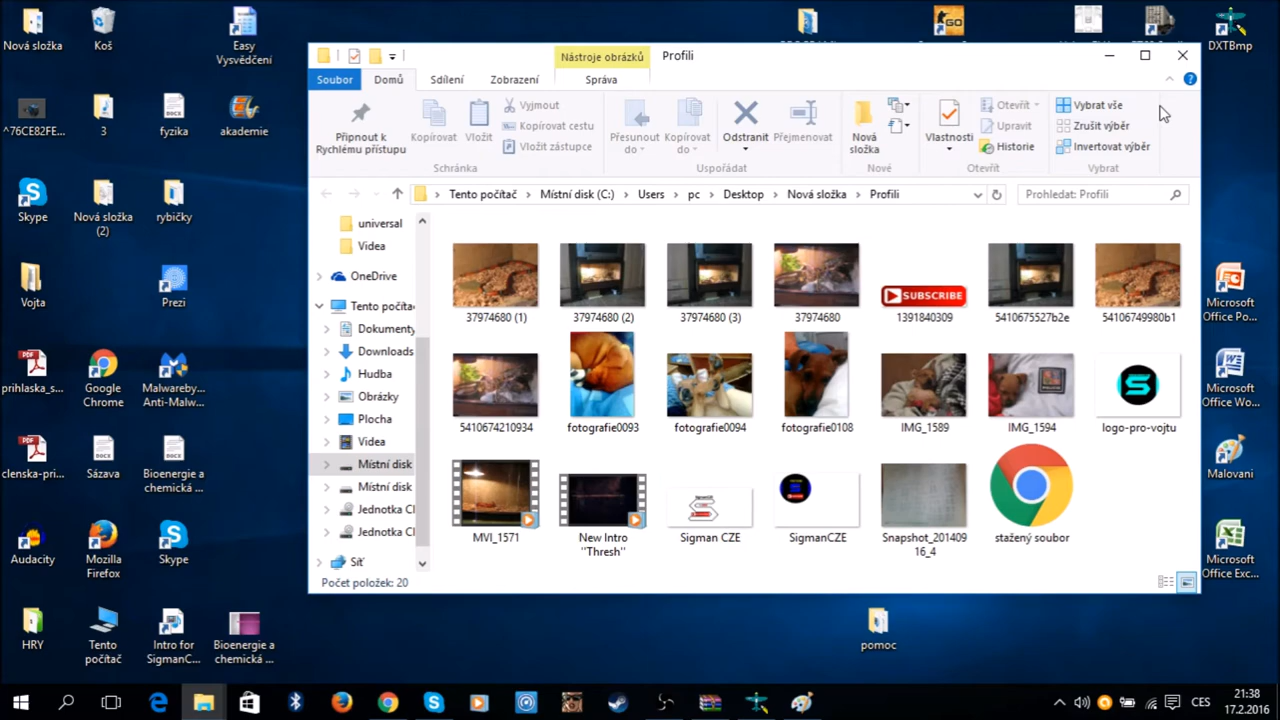 Nová složka
Koš
Easy
Vysvědčení
DXTBmp
^76CE82FE...
3
fyzika
akademie
Skype
Nová složka
(2)
rybičky
Vojta
Prezi
prihlaska_s...
Google
Chrome
Malwareby...
Anti-Malw...
clenska-pri...
Sázava
Bioenergie a
chemická ...
Audacity
Mozilla
Firefox
Skype
HRY
Tento
počítač
Intro for
SigmanC...
Bioenergie a
chemická ...
Nástroje obrázků
Profili
Soubor
Domů
Sdílení
Zobrazení
Správa
Připnout k
Rychlému přístupu
Kopírovat
Vložit
Vyjmout
Kopírovat cestu
Vložit zástupce
Schránka
Přesunout
do
Kopírovat
do
Odstranit
Přejmenovat
Uspořádat
Nová
složka
Nové
Vlastnosti
Otevřít
Upravit
Historie
Otevřít
Vybrat vše
Zrušit výběr
Invertovat výběr
Vybrat
Tento počítač
Místní disk (C:)
Users
pc
Desktop
Nová složka
Profili
Prohledat: Profili
universal
Videa
OneDrive
Tento počíta
Dokumenty
Downloads
Hudba
Obrázky
Plocha
Videa
Místní disk
Místní disk
Jednotka CI
Jednotka CI
Síť
37974680 (1)
37974680 (2)
37974680 (3)
37974680
SUBSCRIBE
1391840309
5410675527b2e
54106749980b1
5410674210934
fotografie0093
fotografie0094
fotografie0108
IMG_1589
IMG_1594
logo-pro-vojtu
MVI_1571
New Intro
"Thresh"
Sigman CZE
SigmanCZE
Snapshot_201409
16_4
stažený soubor
Počet položek: 20
Microsoft
Office Po...
Microsoft
Office Wo...
Malovani
Microsoft
Office Exc...
pomoc
CES
21:38
17.2.2016